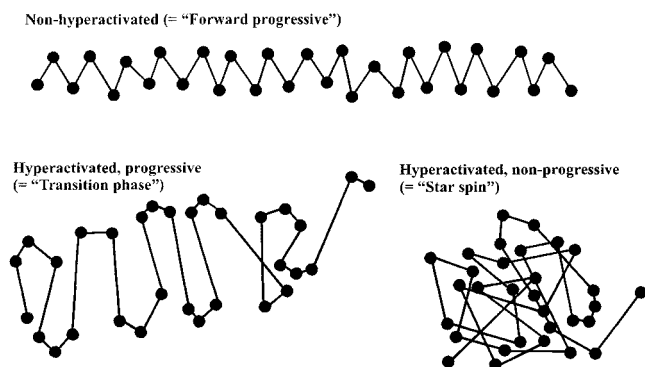 Non-hyperactivated (= “Forward progressive”)
Hyperactivated, progressive
(= “Transition phase”)
Hyperactivated, non-progressive
(= “Star spin”)